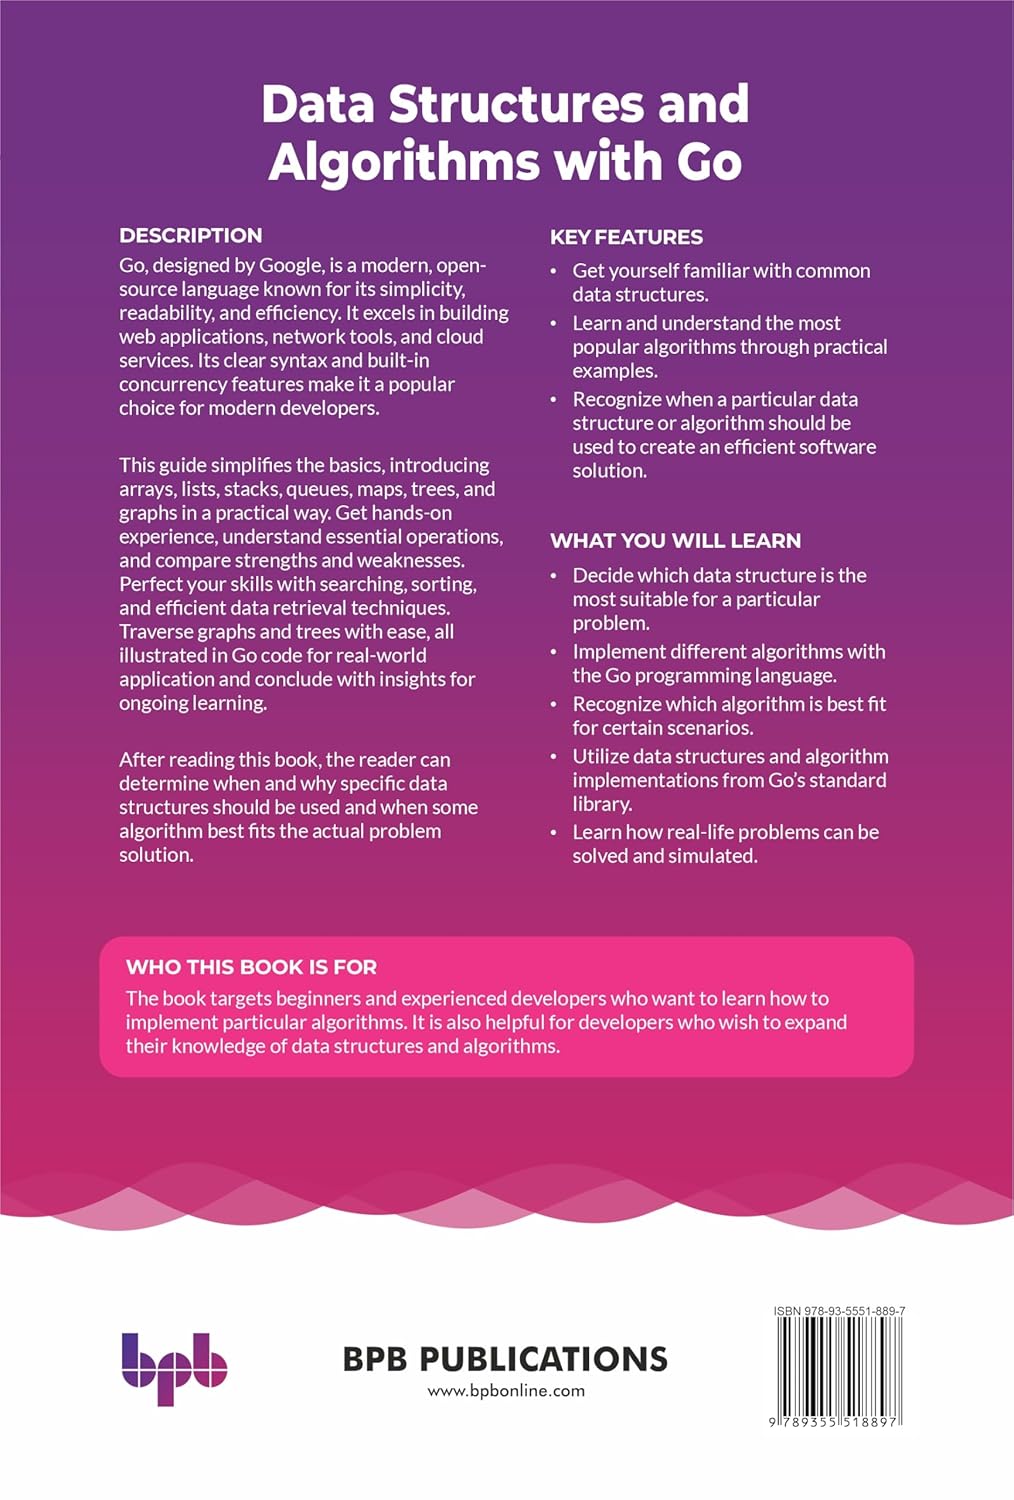 Data Structures and
Algorithms with Go
DESCRIPTION
Go, designed by Google, is a modern, open-
source language known for its simplicity,
readability, and efficiency. It excels in building
web applications, network tools, and cloud
services. Its clear syntax and built-in
concurrency features make it a popular
choice for modern developers.
This guide simplifies the basics, introducing
arrays, lists, stacks, queues, maps, trees, and
graphs in a practical way. Get hands-on
experience, understand essential operations,
and compare strengths and weaknesses.
Perfect your skills with searching, sorting,
and efficient data retrieval techniques.
Traverse graphs and trees with ease, all
illustrated in Go code for real-world
application and conclude with insights for
ongoing learning.
After reading this book, the reader can
determine when and why specific data
structures should be used and when some
algorithm best fits the actual problem
solution.
KEY FEATURES
• Get yourself familiar with common
data structures.
• Learn and understand the most
popular algorithms through practical
examples.
• Recognize when a particular data
structure or algorithm should be
used to create an efficient software
solution.
WHAT YOU WILL LEARN
• Decide which data structure is the
most suitable for a particular
problem.
• Implement different algorithms with
the Go programming language.
• Recognize which algorithm is best fit
for certain scenarios.
• Utilize data structures and algorithm
implementations from Go's standard
library.
• Learn how real-life problems can be
solved and simulated.
WHO THIS BOOK IS FOR
The book targets beginners and experienced developers who want to learn how to
implement particular algorithms. It is also helpful for developers who wish to expand
their knowledge of data structures and algorithms.
bpb
BPB PUBLICATIONS
www.bpbonline.com
ISBN 978-93-5551-889-7
9 789355 518897